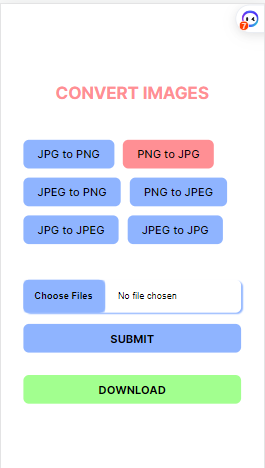 7
CONVERT IMAGES
JPG to PNG PNG to JPG
JPEG to PNG PNG to JPEG
JPG to JPEG JPEG to JPG
Choose Files No file chosen
SUBMIT
DOWNLOAD